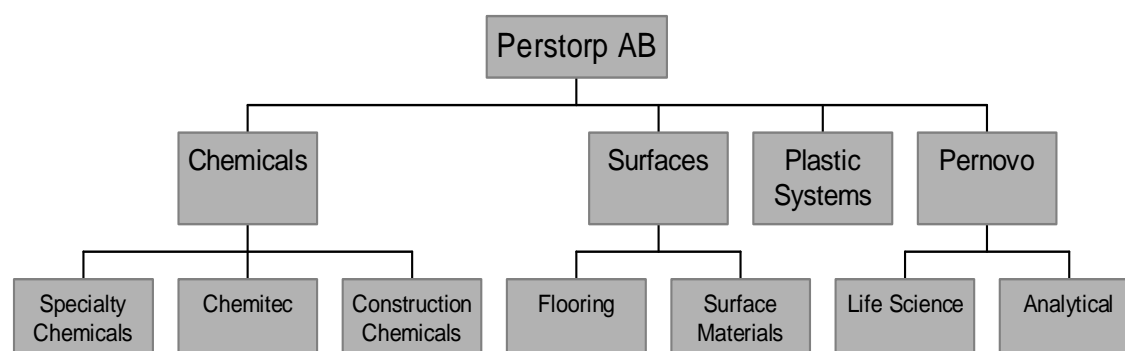 Perstorp AB
Chemicals
Surfaces
Plastic
Systems
Pernovo
Specialty
Chemicals
Chemitec
Construction
Chemicals
Flooring
Surface
Materials
Life Science
Analytical